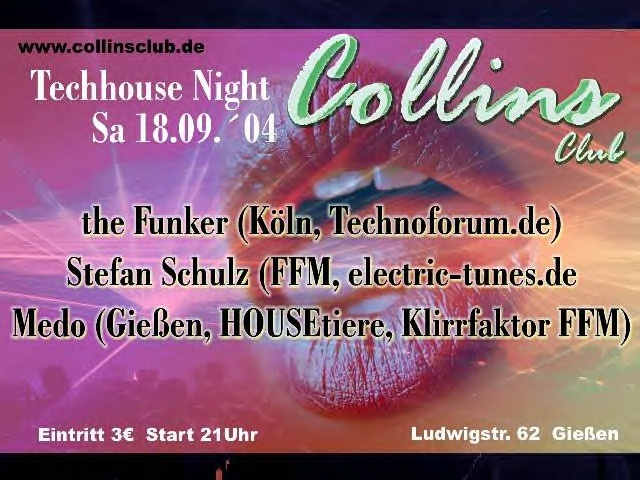 www.collinsclub.de
Techhouse Night
Sa 18.09.´04
Collins
Club
the Funker (Köln, Technoforum.de)
Stefan Schulz (FFM, electric-tunes.de
Medo (Gießen, HOUSEtiere, Klirrfaktor FFM)
Eintritt 3€ Start 21Uhr
Ludwigstr. 62 Gießen